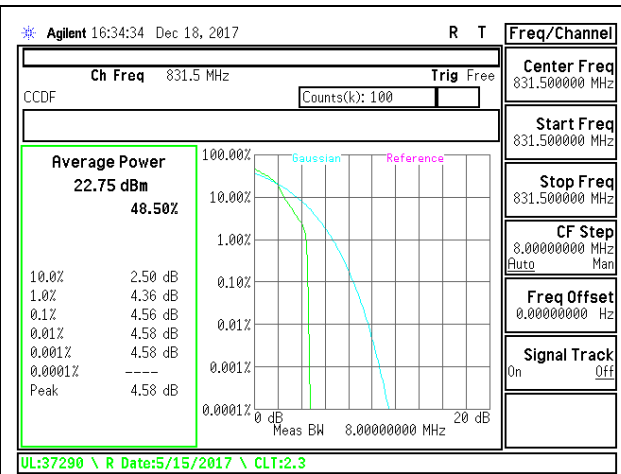 Agilent 16:34:34 Dec 18, 2017 R T
Ch Freq 831.5 MHz Trig Free
CCDF Counts(k): 100
Average Power
22.75 dBm
48.50%
10.0% 2.50 dB
1.0% 4.36 dB
0.1% 4.56 dB
0.01% 4.58 dB
0.001% 4.58 dB
0.0001% ----
Peak 4.58 dB
Gaussian Reference
100.00%
10.00%
1.00%
0.10%
0.01%
0.001%
0.0001%
0 dB 20 dB
Meas BW 8.00000000 MHz
Freq/Channel
Center Freq
831.500000 MHz
Start Freq
831.500000 MHz
Stop Freq
831.500000 MHz
CF Step
8.00000000 MHz
Auto Man
Freq Offset
0.00000000 Hz
Signal Track
On Off
UL:37290 \ R Date:5/15/2017 \ CLT:2.3